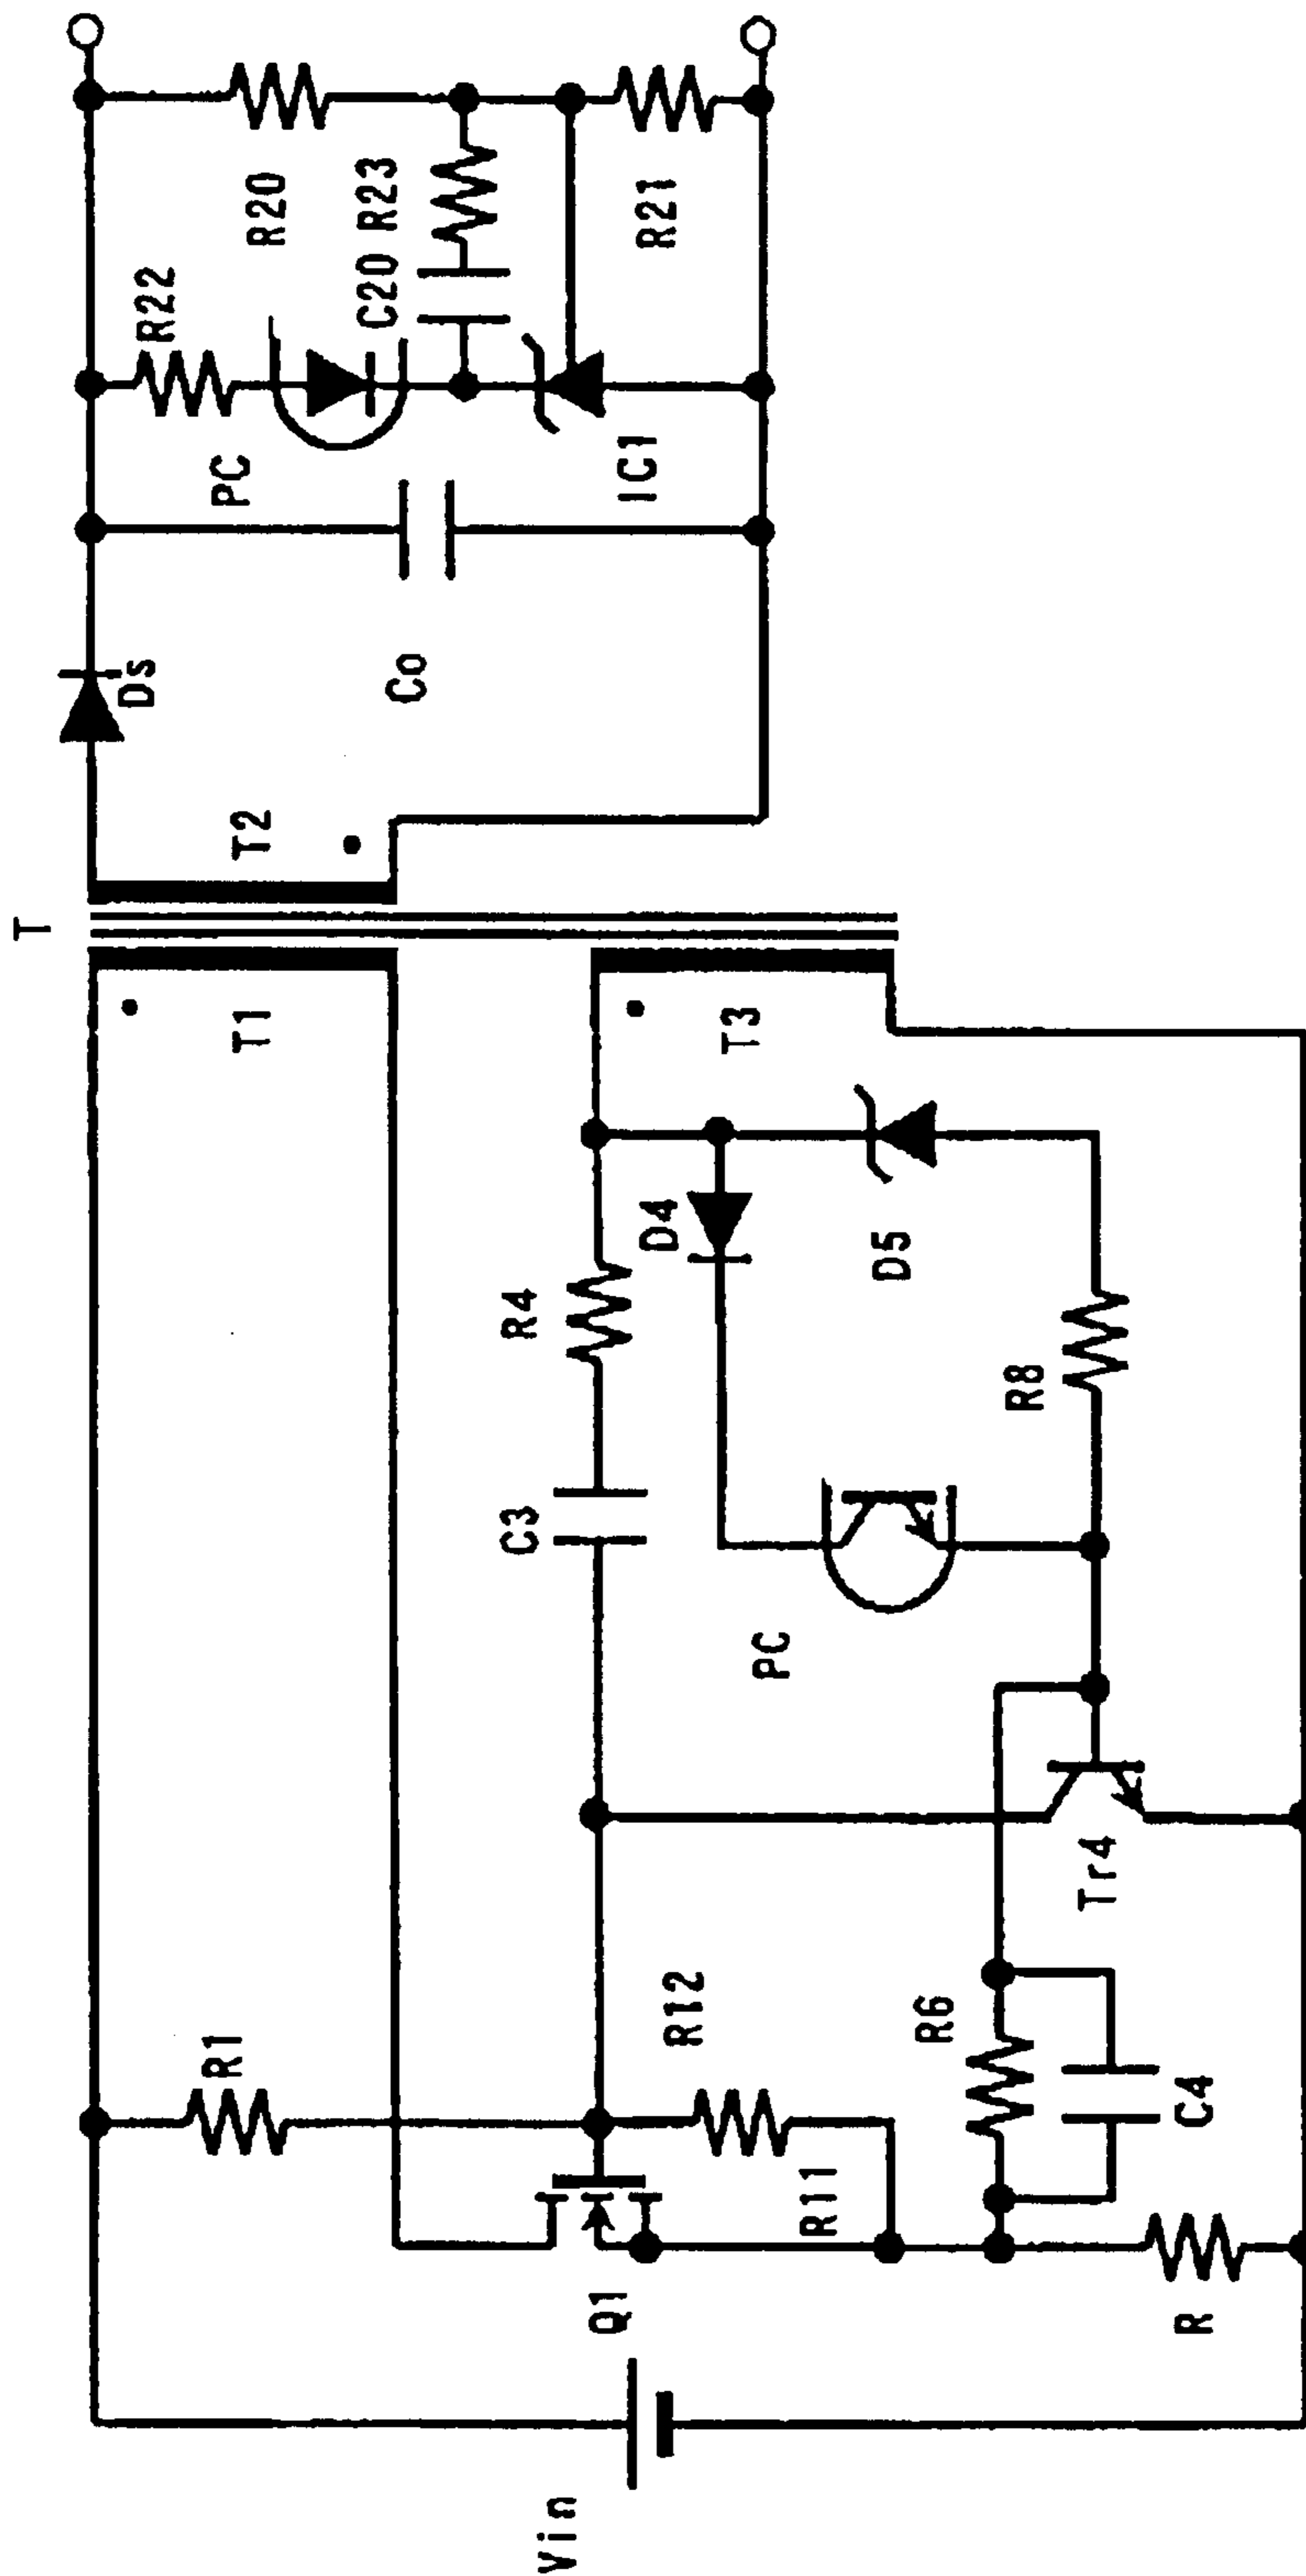 T
Vin
R1
T1
T2
Ds
R22
R20
PC
C20
R23
Co
IC1
R21
Q1
R12
R11
C3
R4
D4
T3
D5
PC
R8
R6
C4
Tr4
R